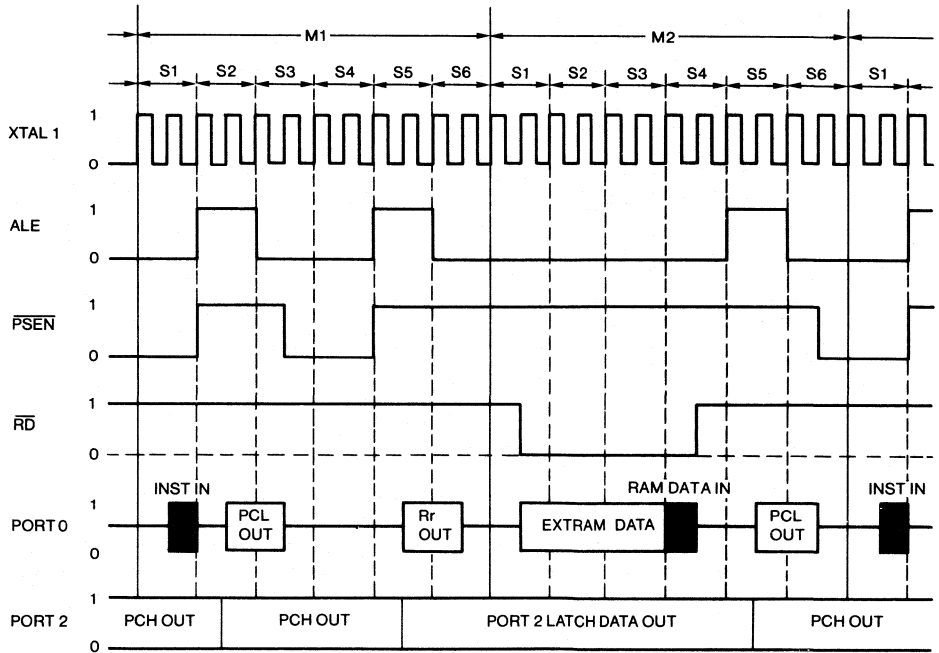 M1 M2
S1 S2 S3 S4 S5 S6 S1 S2 S3 S4 S5 S6 S1
XTAL 1 1 0
ALE 1 0
PSEN 1 0
RD 1 0
INST IN RAM DATA IN INST IN
PORT 0 1 0 PCL OUT Rr OUT EXTRAM DATA PCL OUT
PORT 2 1 0 PCH OUT PCH OUT PORT 2 LATCH DATA OUT PCH OUT